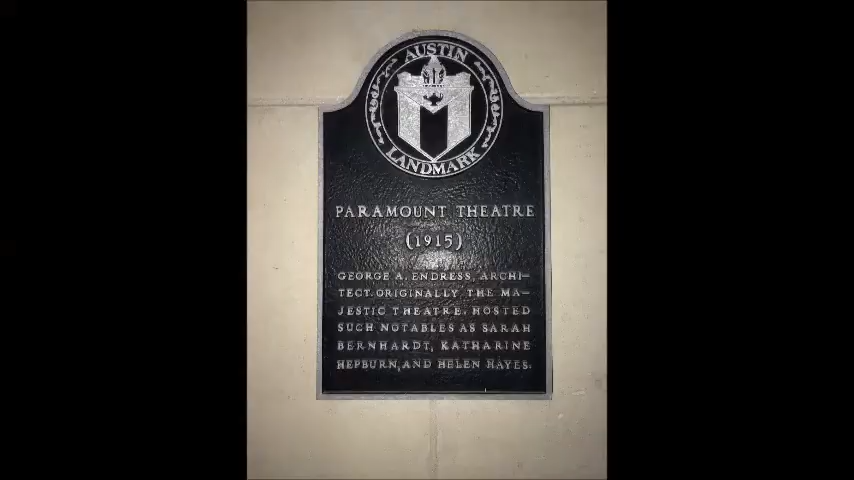 AUSTIN
LANDMARK
PARAMOUNT THEATRE
(1915)
GEORGE A. ENDRESS, ARCHI-
TECT. ORIGINALLY THE MA-
JESTIC THEATRE. HOSTED
SUCH NOTABLES AS SARAH
BERNHARDT, KATHARINE
HEPBURN, AND HELEN HAYES.